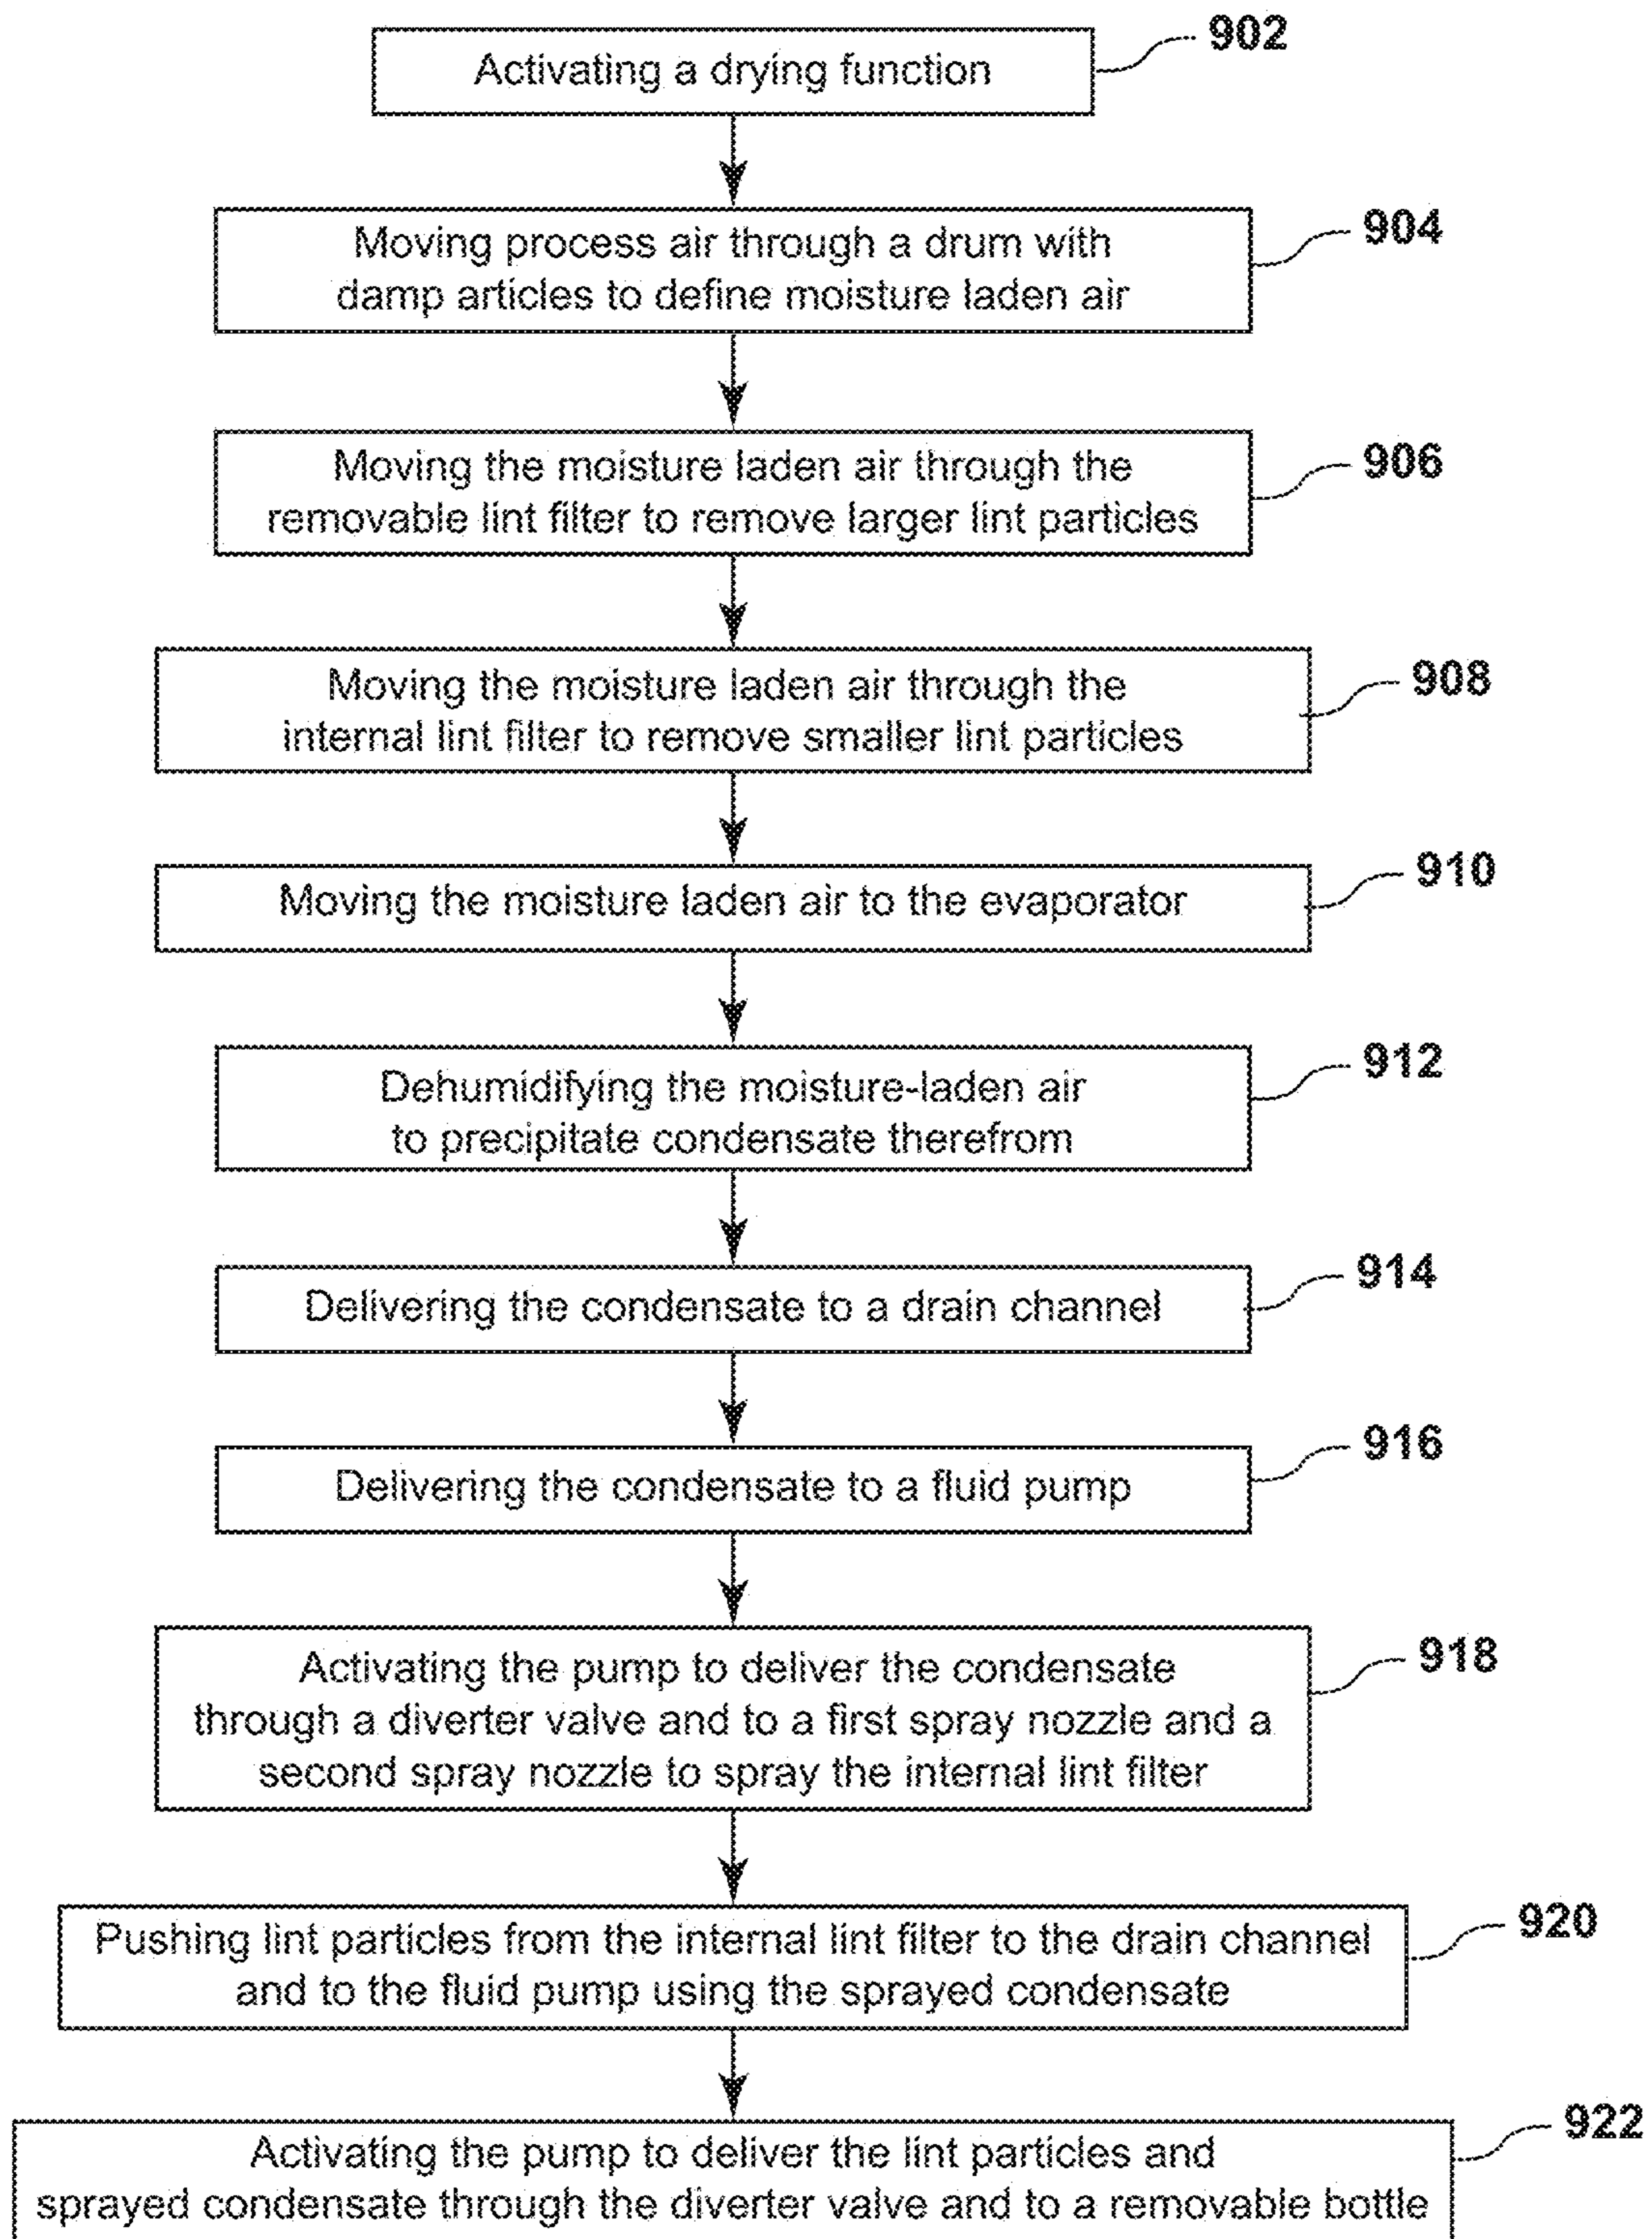 902
Activating a drying function
904
Moving process air through a drum with
damp articles to define moisture laden air
906
Moving the moisture laden air through the
removable lint filter to remove larger lint particles
908
Moving the moisture laden air through the
internal lint filter to remove smaller lint particles
910
Moving the moisture laden air to the evaporator
912
Dehumidifying the moisture-laden air
to precipitate condensate therefrom
914
Delivering the condensate to a drain channel
916
Delivering the condensate to a fluid pump
918
Activating the pump to deliver the condensate
through a diverter valve and to a first spray nozzle and a
second spray nozzle to spray the internal lint filter
920
Pushing lint particles from the internal lint filter to the drain channel
and to the fluid pump using the sprayed condensate
922
Activating the pump to deliver the lint particles and
sprayed condensate through the diverter valve and to a removable bottle